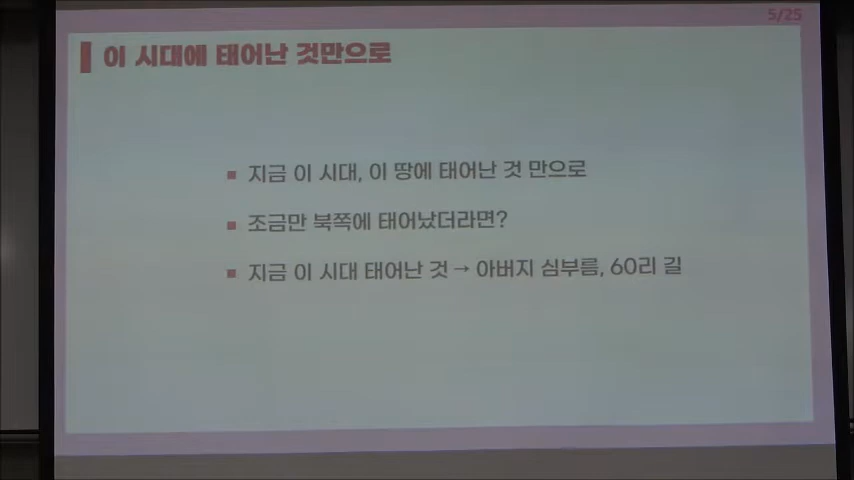 5/25
이 시대에 태어난 것만으로
지금 이 시대, 이 땅에 태어난 것 만으로
조금만 북쪽에 태어났더라면?
지금 이 시대 태어난 것 → 아버지 심부름, 60리 길